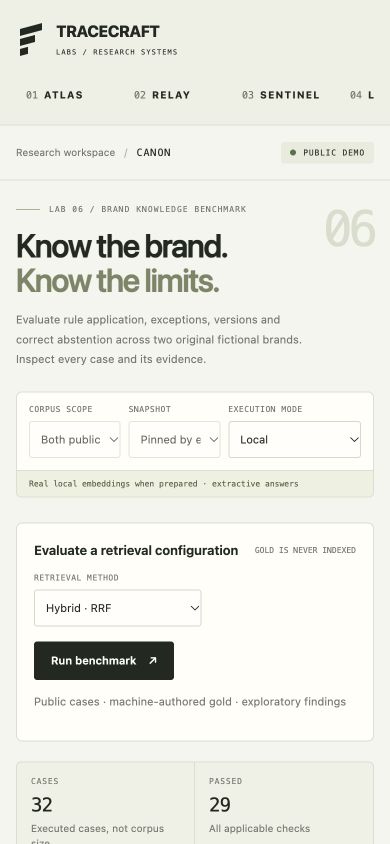 TRACECRAFT
LABS / RESEARCH SYSTEMS
01 ATLAS 02 RELAY 03 SENTINEL 04 L
Research workspace / CANON
PUBLIC DEMO
LAB 06 / BRAND KNOWLEDGE BENCHMARK
06
Know the brand.
Know the limits.
Evaluate rule application, exceptions, versions and
correct abstention across two original fictional brands.
Inspect every case and its evidence.
CORPUS SCOPE SNAPSHOT EXECUTION MODE
Both public Pinned by e Local
Real local embeddings when prepared · extractive answers
Evaluate a retrieval configuration GOLD IS NEVER INDEXED
RETRIEVAL METHOD
Hybrid · RRF
Run benchmark ↗
Public cases · machine-authored gold · exploratory findings
CASES PASSED
32 29
Executed cases, not corpus All applicable checks
size